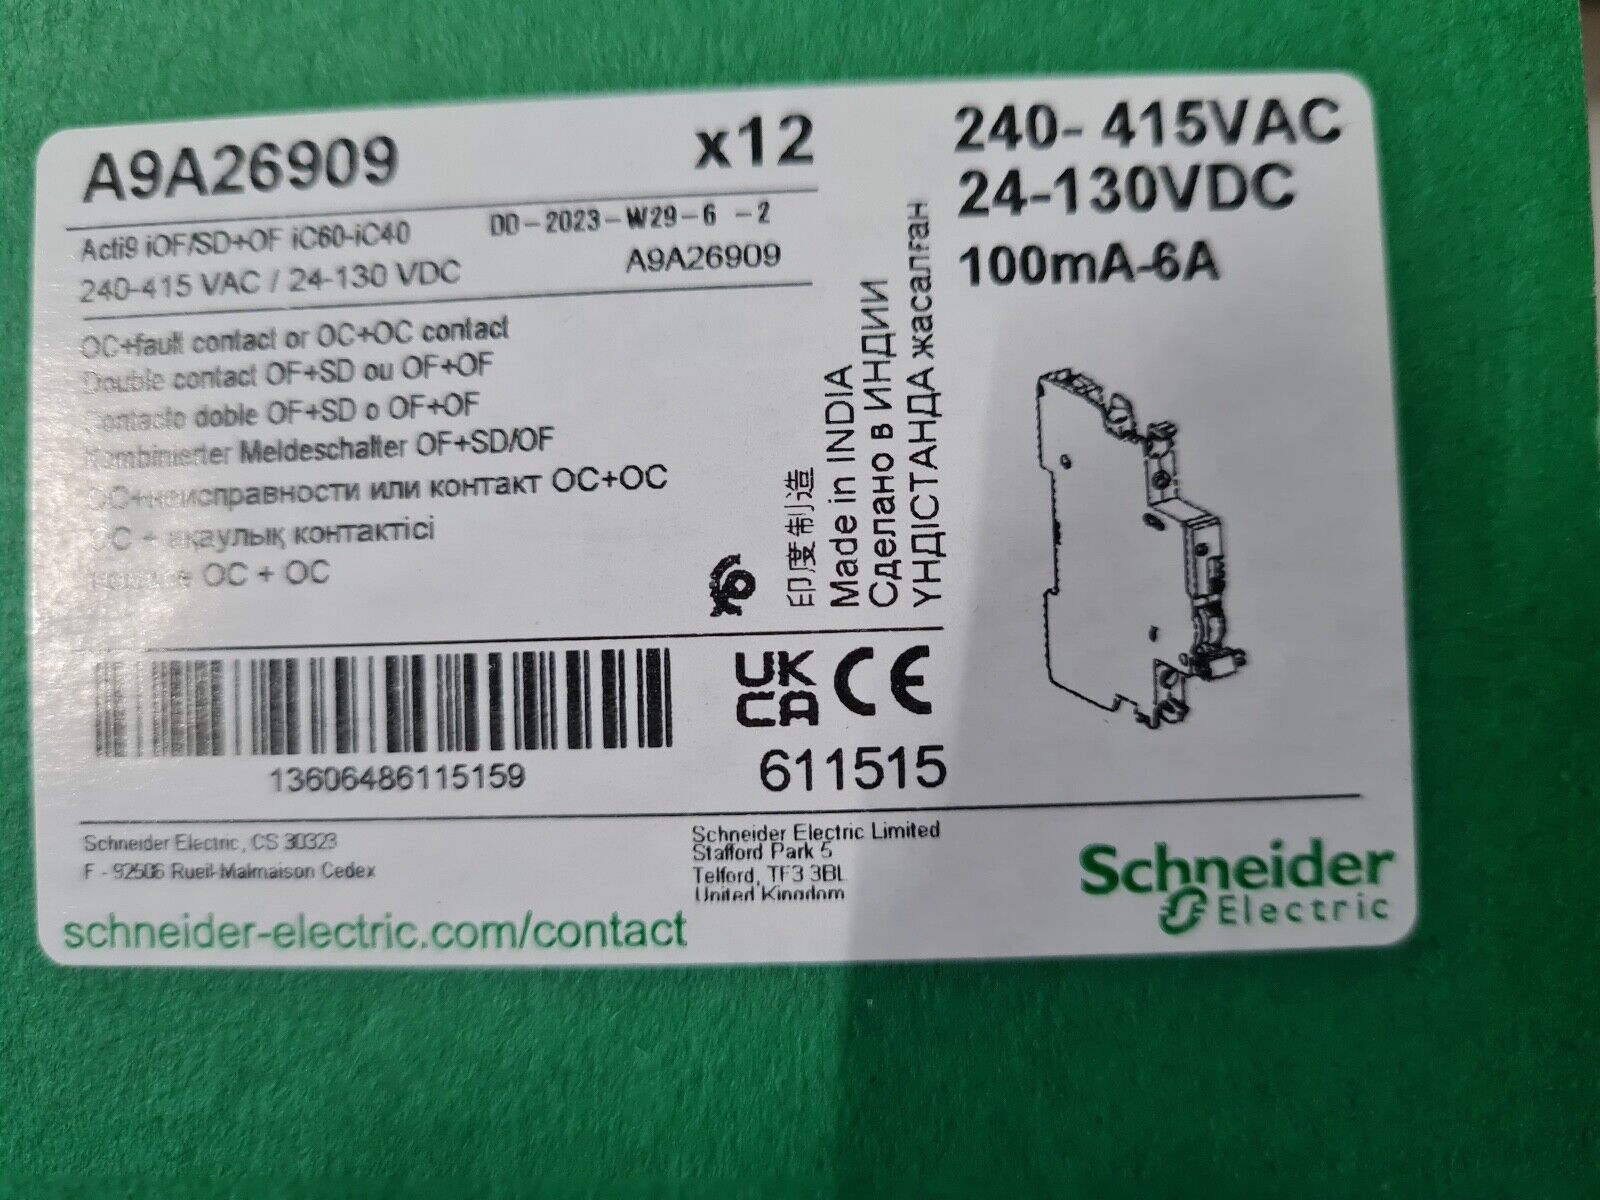 A9A26909
x12
Acti9 iOF/SD+OF iC60-iC40
DD-2023-W29-6 -2
240-415 VAC / 24-130 VDC
A9A26909
OC+fault contact or OC+OC contact
Double contact OF+SD ou OF+OF
Contacto doble OF+SD o OF+OF
Kombinierter Meldeschalter OF+SD/OF
OC+неисправности или контакт OC+OC
OC + ақаулық контактісі
OC + OC
印度制造
Made in INDIA
Сделано в ИНДИИ
ҮНДІСТАНДА жасалған
240- 415VAC
24-130VDC
100mA-6A
13606486115159
UK
CA
CE
611515
Schneider Electric, CS 30323
F - 92506 Rueil-Malmaison Cedex
Schneider Electric Limited
Stafford Park 5
Telford, TF3 3BL
United Kingdom
schneider-electric.com/contact
Schneider
Electric